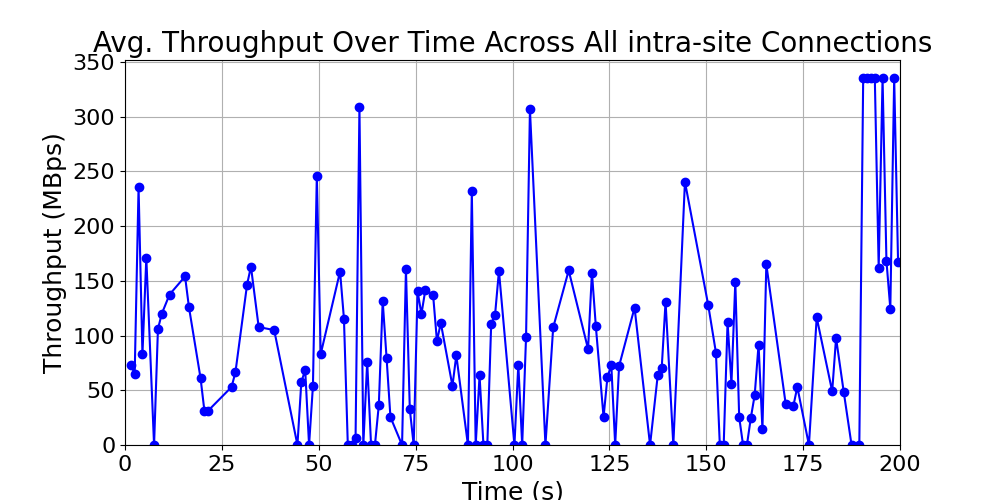 Avg. Throughput Over Time Across All intra-site Connections
Throughput (MBps)
350
300
250
200
150
100
50
0
0 25 50 75 100 125 150 175 200
Time (s)